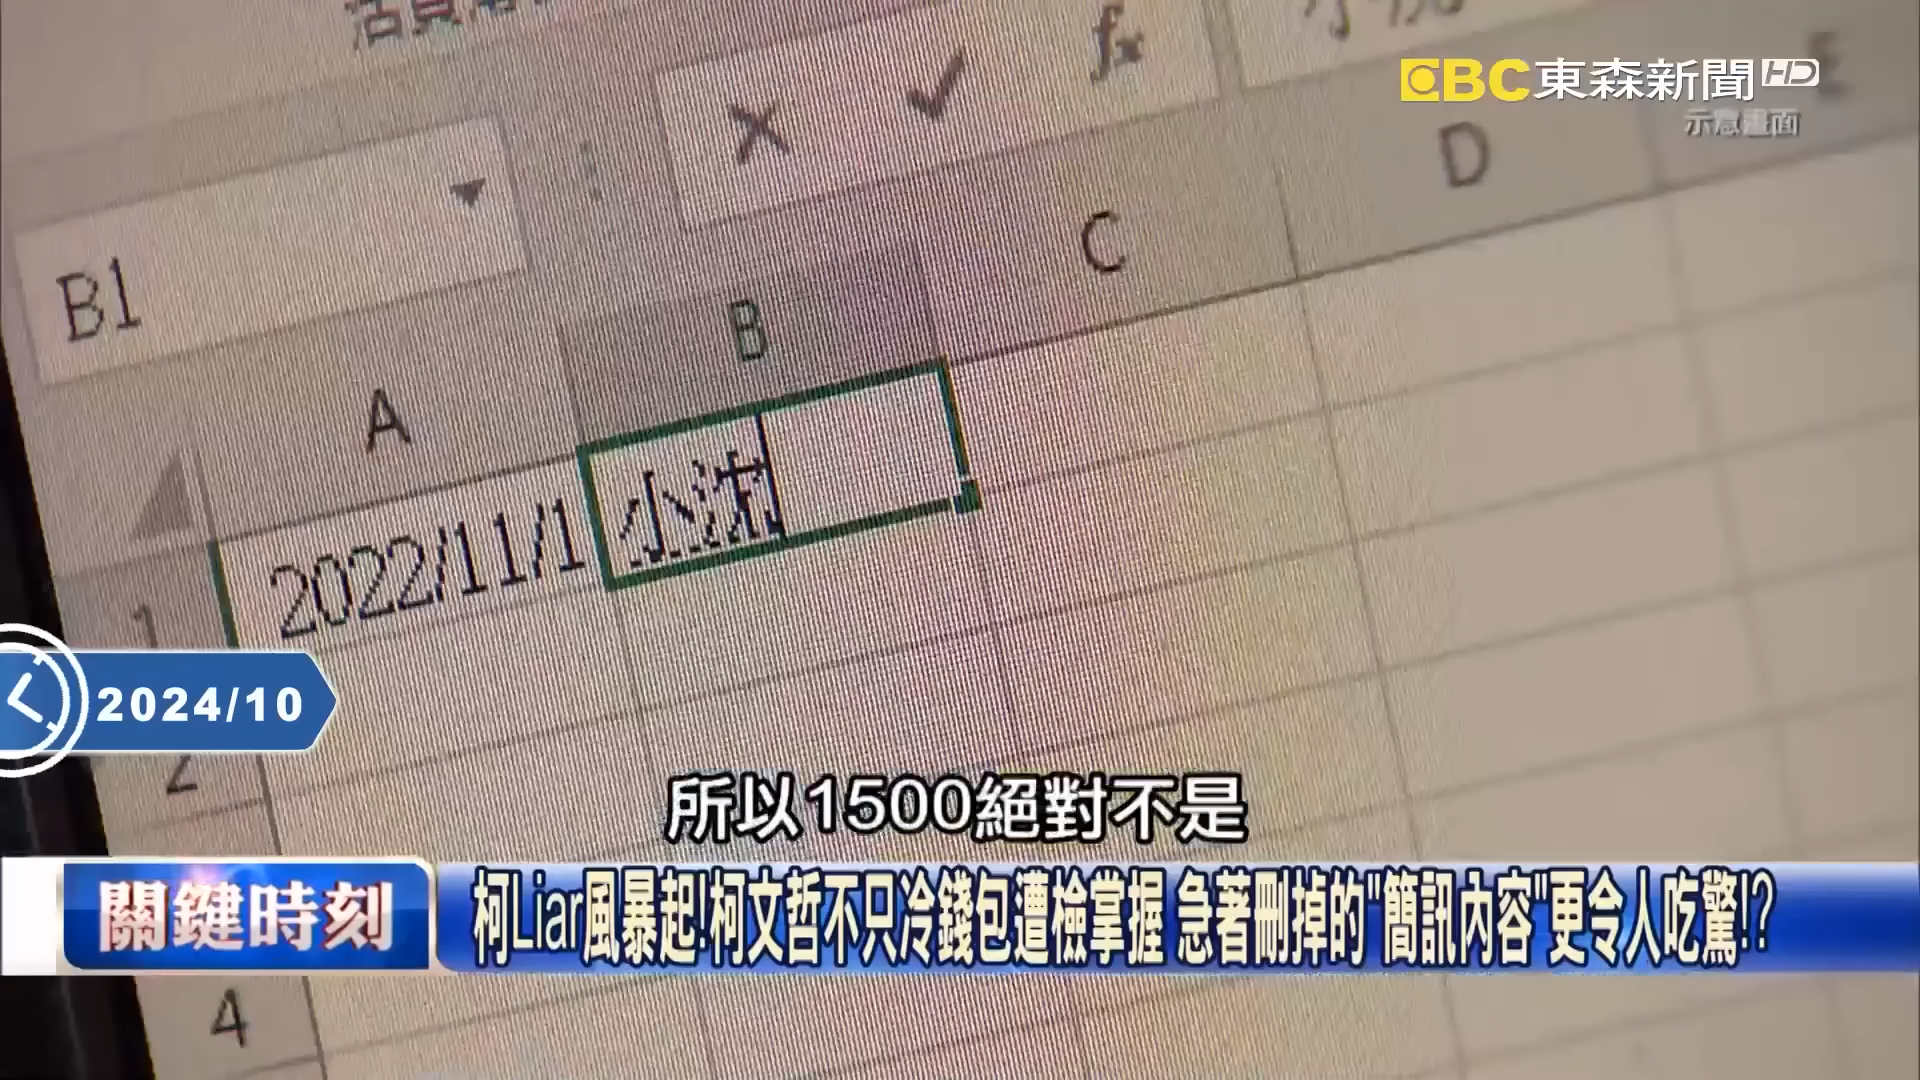 EBC東森新聞HD
示意畫面
fx
B1
A
B
C
D
E
1
2022/11/1
小沈
2
2024/10
所以1500絕對不是
關鍵時刻
柯Liar風暴起!柯文哲不只冷錢包遭檢掌握 急著刪掉的"簡訊內容"更令人吃驚!?
4